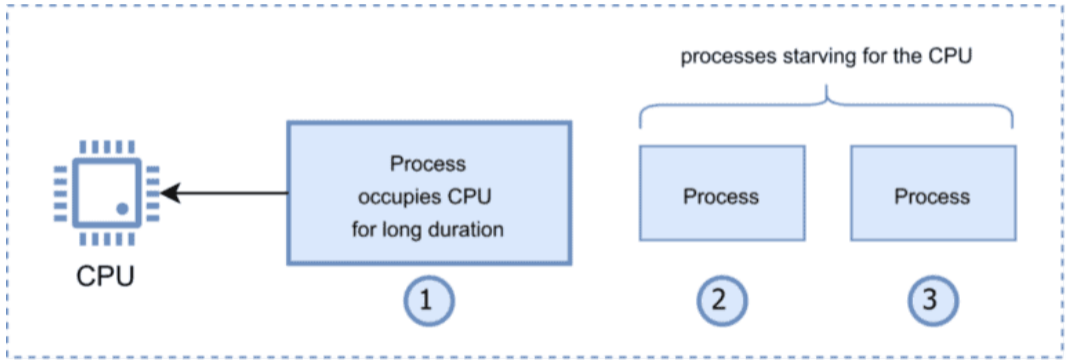 processes starving for the CPU
Process
occupies CPU
for long duration
Process
Process
CPU
1
2
3